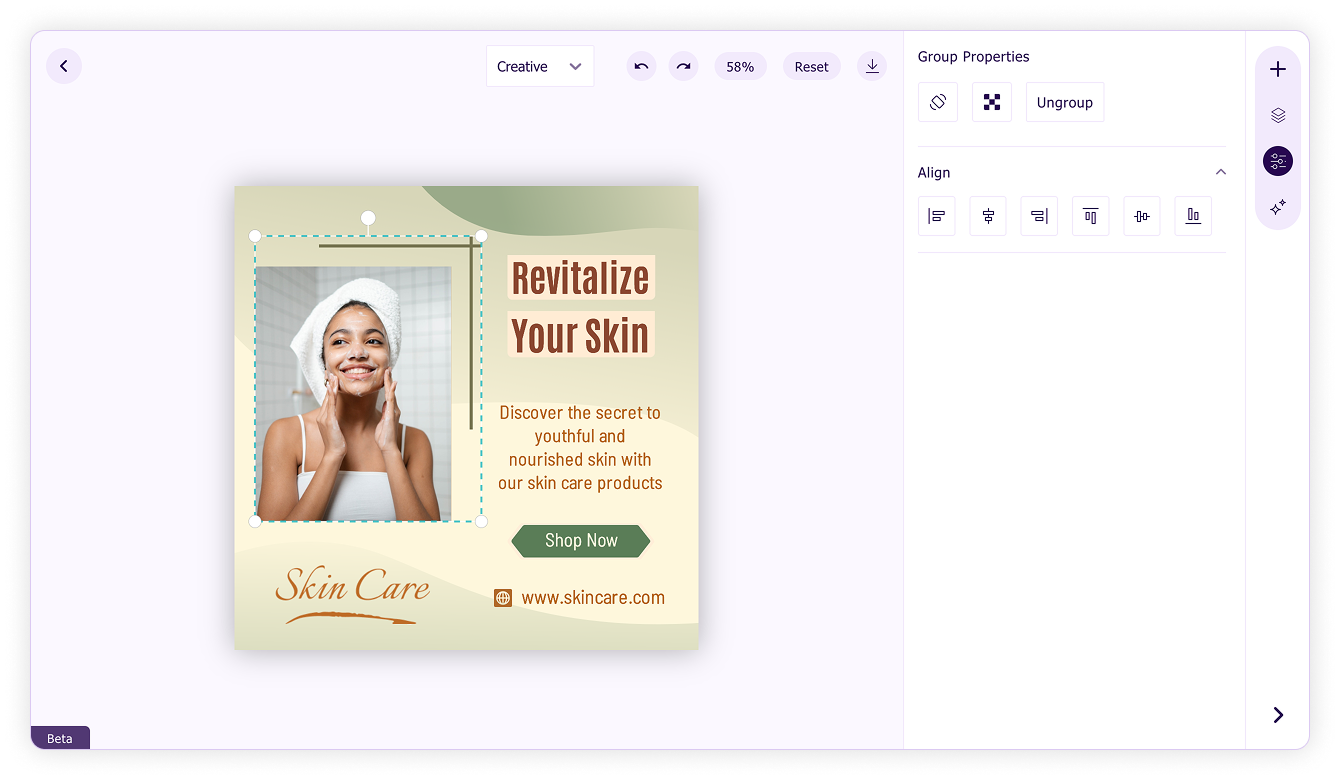 Creative
58%
Reset
Group Properties
Ungroup
Align
Revitalize
Your Skin
Discover the secret to
youthful and
nourished skin with
our skin care products
Shop Now
Skin Care
www.skincare.com
Beta